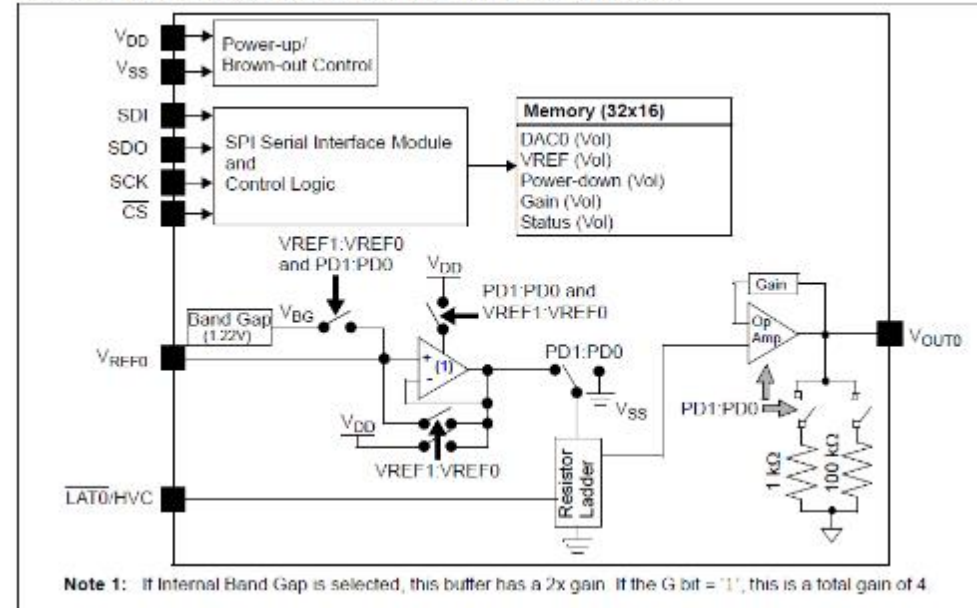 VDD
VSS
Power-up/
Brown-out Control
SDI
SDO
SCK
CS
SPI Serial Interface Module
and
Control Logic
Memory (32x16)
DAC0 (Vol)
VREF (Vol)
Power-down (Vol)
Gain (Vol)
Status (Vol)
VREF1:VREF0
and PD1:PD0
VDD
PD1:PD0 and
VREF1:VREF0
Band Gap
(1.22V)
VBG
VREF0
+
(1)
-
PD1:PD0
VSS
VDD
VREF1:VREF0
Gain
Op
Amp
VOUT0
PD1:PD0
1 kΩ
100 kΩ
LAT0/HVC
Resistor
Ladder
Note 1: If Internal Band Gap is selected, this buffer has a 2x gain. If the G bit = '1', this is a total gain of 4.